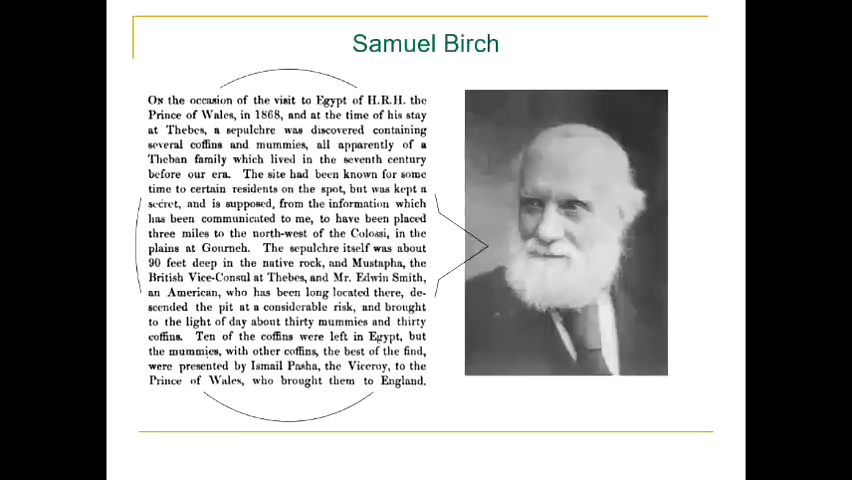 Samuel Birch
On the occasion of the visit to Egypt of H.R.H. the
Prince of Wales, in 1868, and at the time of his stay
at Thebes, a sepulchre was discovered containing
several coffins and mummies, all apparently of a
Theban family which lived in the seventh century
before our era. The site had been known for some
time to certain residents on the spot, but was kept a
secret, and is supposed, from the information which
has been communicated to me, to have been placed
three miles to the north-west of the Colossi, in the
plains at Gourneh. The sepulchre itself was about
90 feet deep in the native rock, and Mustapha, the
British Vice-Consul at Thebes, and Mr. Edwin Smith,
an American, who has been long located there, de-
scended the pit at a considerable risk, and brought
to the light of day about thirty mummies and thirty
coffins. Ten of the coffins were left in Egypt, but
the mummies, with other coffins, the best of the find,
were presented by Ismail Pasha, the Viceroy, to the
Prince of Wales, who brought them to England.